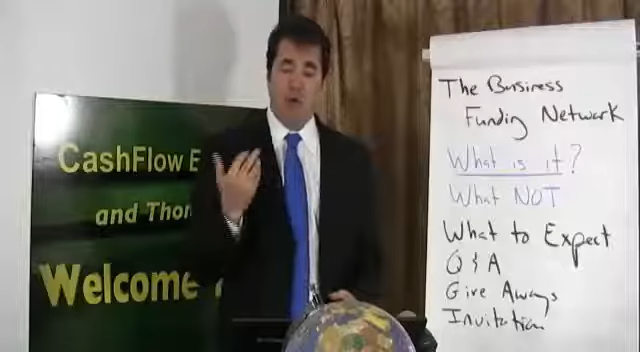 CashFlow E
and Thor
Welcome
The Business
Funding Network
What is it?
What NOT
What to Expect
Q & A
Give Aways
Invitation